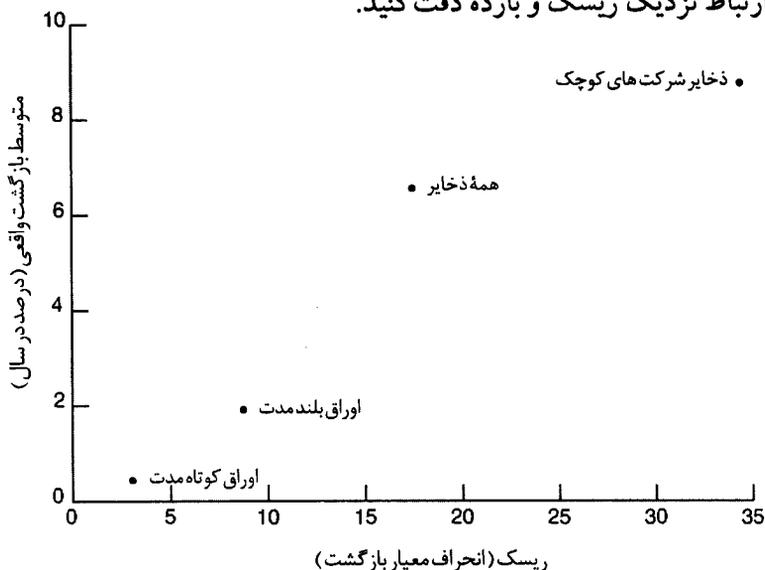 رتباط نزدیک ریسک و بازده دقت کنید.
متوسط بازگشت واقعی (درصد در سال)
10
8
6
4
2
0
ذخایر شرکت‌های کوچک
همهٔ ذخایر
اوراق بلندمدت
اوراق کوتاه‌مدت
0 5 10 15 20 25 30 35
ریسک (انحراف معیار بازگشت)